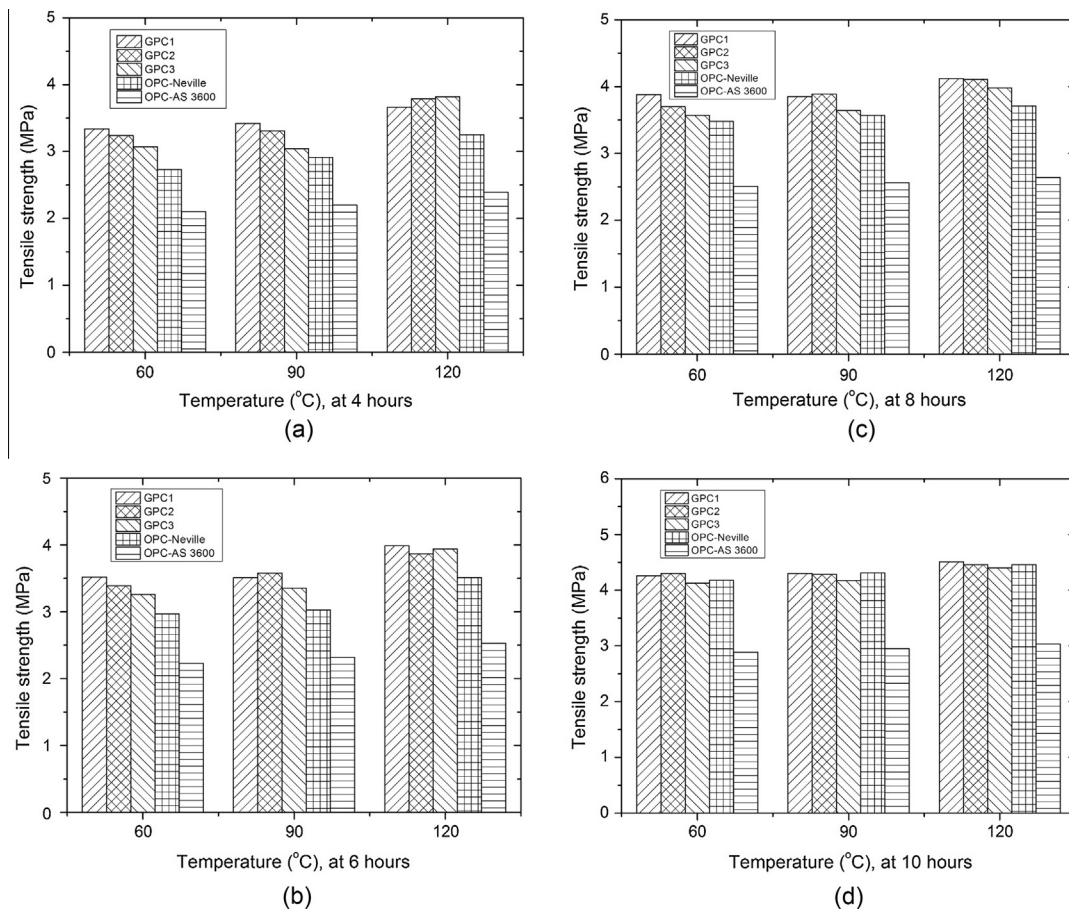 5
4
3
2
1
0
Tensile strength (MPa)
GPC1
GPC2
GPC3
OPC-Neville
OPC-AS 3600
60 90 120
Temperature (°C), at 4 hours
(a)
5
4
3
2
1
0
Tensile strength (MPa)
GPC1
GPC2
GPC3
OPC-Neville
OPC-AS 3600
60 90 120
Temperature (°C), at 8 hours
(c)
5
4
3
2
1
0
Tensile strength (MPa)
GPC1
GPC2
GPC3
OPC-Neville
OPC-AS 3600
60 90 120
Temperature (°C), at 6 hours
(b)
6
5
4
3
2
1
0
Tensile strength (MPa)
GPC1
GPC2
GPC3
OPC-Neville
OPC-AS 3600
60 90 120
Temperature (°C), at 10 hours
(d)